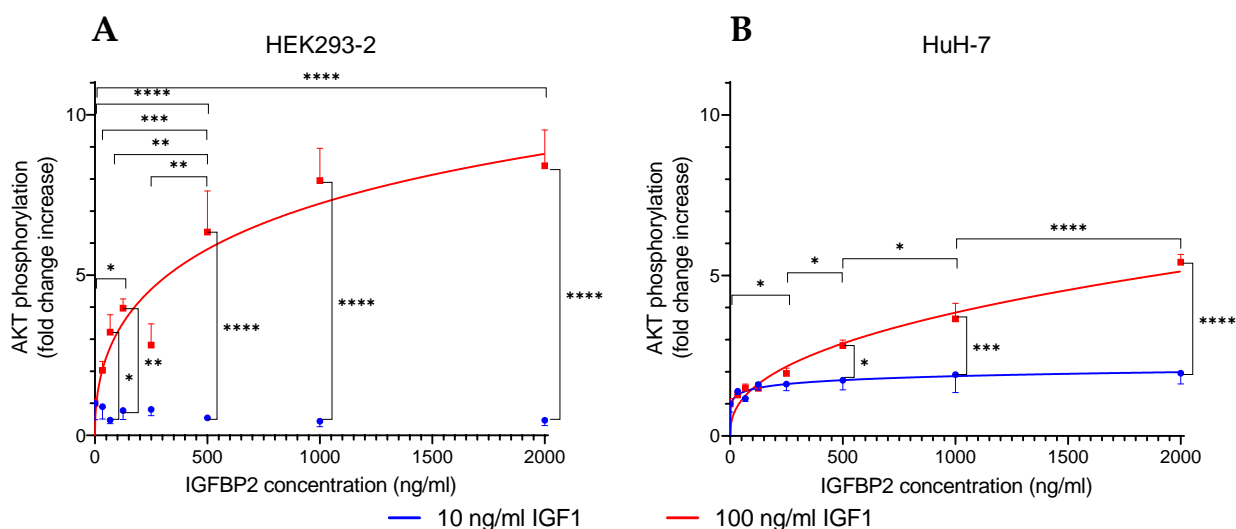 A
HEK293-2
****
****
***
**
**
*
*
**
****
****
****
10
5
0
0 500 1000 1500 2000
AKT phosphorylation
(fold change increase)
IGFBP2 concentration (ng/ml)
B
HuH-7
****
*
*
*
*
***
****
10
5
0
0 500 1000 1500 2000
AKT phosphorylation
(fold change increase)
IGFBP2 concentration (ng/ml)
10 ng/ml IGF1 100 ng/ml IGF1